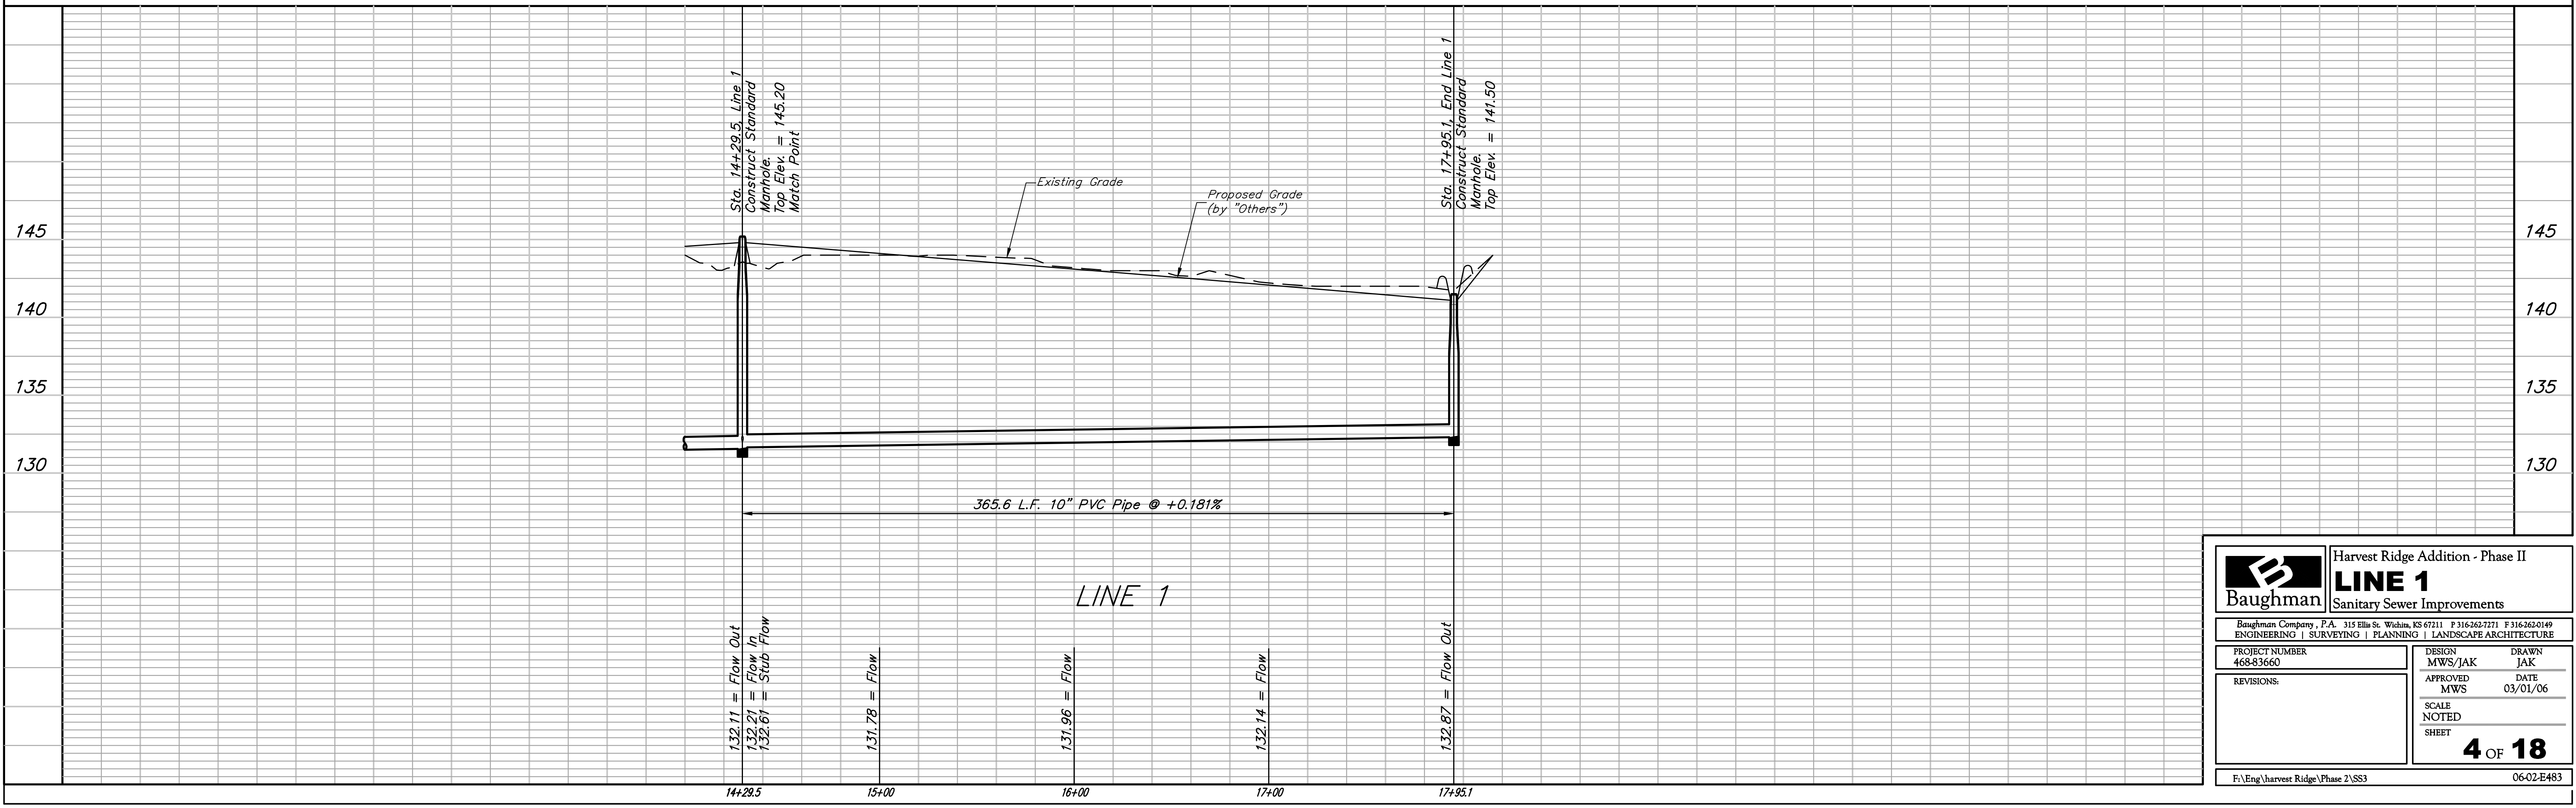 Sta. 14+29.5, Line 1
Construct Standard
Manhole.
Top Elev. = 145.20
Match Point
Sta. 17+95.1, End Line 1
Construct Standard
Manhole.
Top Elev. = 141.50
Existing Grade
Proposed Grade
(by "Others")
145
140
135
130
145
140
135
130
365.6 L.F. 10" PVC Pipe @ +0.181%
LINE 1
132.11 = Flow Out
132.21 = Flow In
132.61 = Stub Flow
131.78 = Flow
131.96 = Flow
132.14 = Flow
132.87 = Flow Out
14+29.5
15+00
16+00
17+00
17+95.1
B
Baughman
Harvest Ridge Addition - Phase II
LINE 1
Sanitary Sewer Improvements
Baughman Company, P.A. 315 Ellis St. Wichita, KS 67211 P 316-262-7271 F 316-262-0149
ENGINEERING | SURVEYING | PLANNING | LANDSCAPE ARCHITECTURE
PROJECT NUMBER
468-83660
REVISIONS:
DESIGN
MWS/JAK
DRAWN
JAK
APPROVED
MWS
DATE
03/01/06
SCALE
NOTED
SHEET
4 OF 18
F:\Eng\harvest Ridge\Phase 2\SS3
06-02-E483